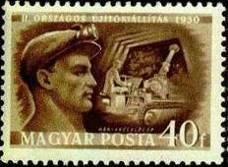 II. ORSZÁGOS ÚJÍTÓKIÁLLÍTÁS 1950
MAGYAR POSTA 40f